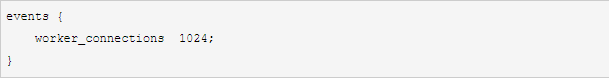 events {
    worker_connections  1024;
}